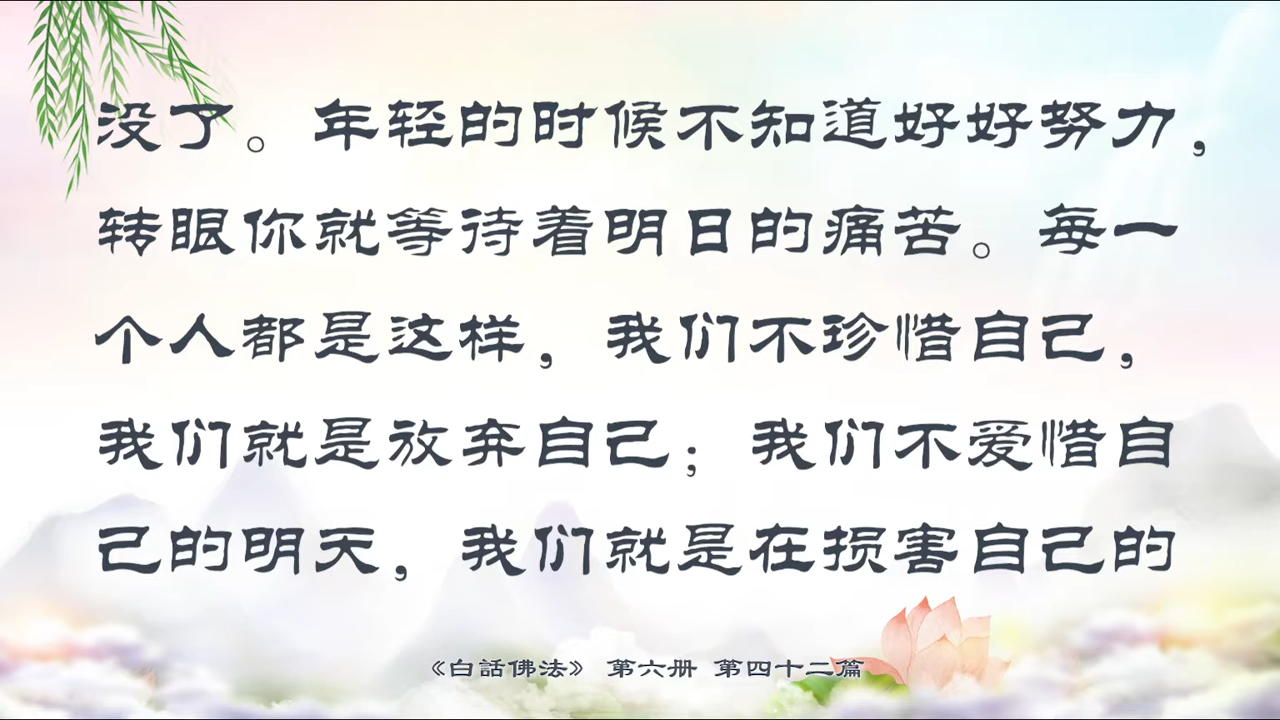 没了。年轻的时候不知道好好努力，
转眼你就等待着明日的痛苦。每一
个人都是这样，我们不珍惜自己，
我们就是放弃自己；我们不爱惜自
己的明天，我们就是在损害自己的
《白話佛法》 第六册 第四十二篇